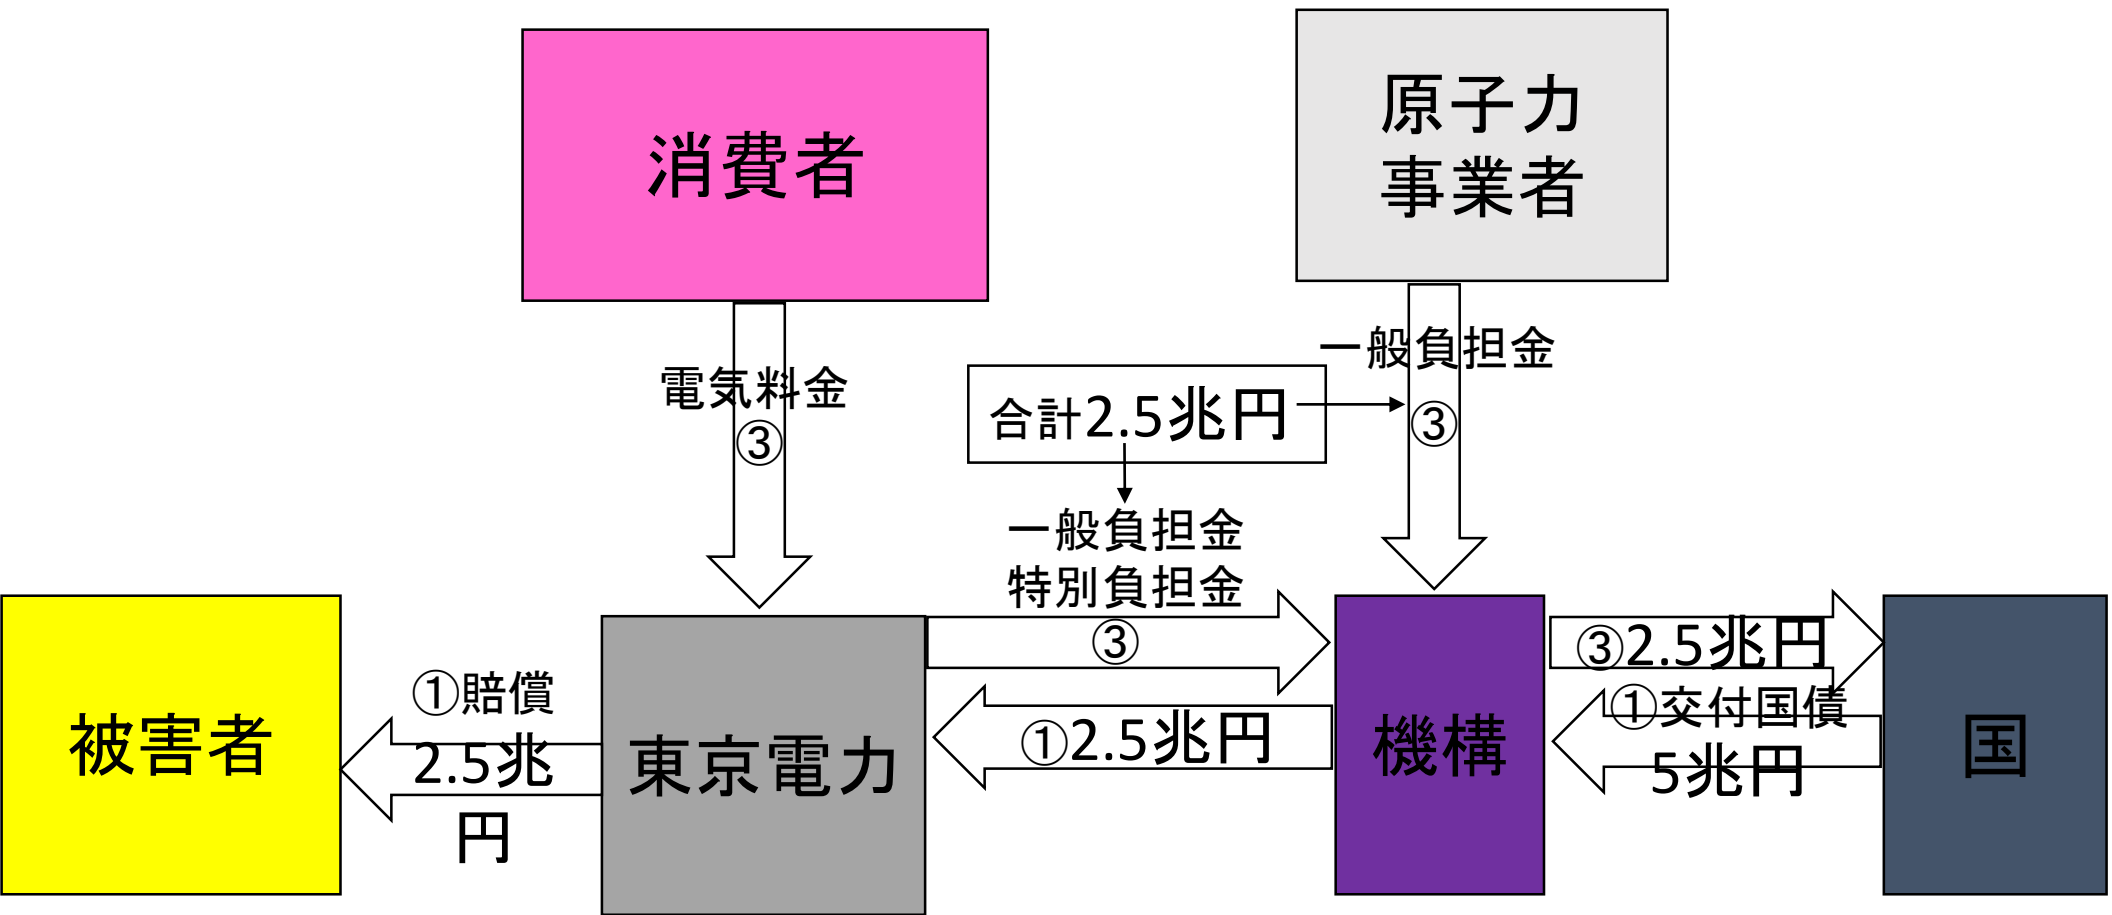 消費者
原子力
事業者
一般負担金
電気料金
合計2.5兆円
③
③
一般負担金
特別負担金
③
③2.5兆円
①賠償
2.5兆
円
①2.5兆円
①交付国債
5兆円
被害者
東京電力
機構
国